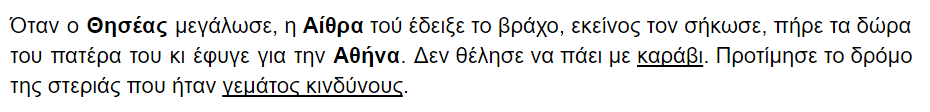 Όταν ο Θησέας μεγάλωσε, η Αίθρα τού έδειξε το βράχο, εκείνος τον σήκωσε, πήρε τα δώρα
του πατέρα του κι έφυγε για την Αθήνα. Δεν θέλησε να πάει με καράβι. Προτίμησε το δρόμο
της στεριάς που ήταν γεμάτος κινδύνους.